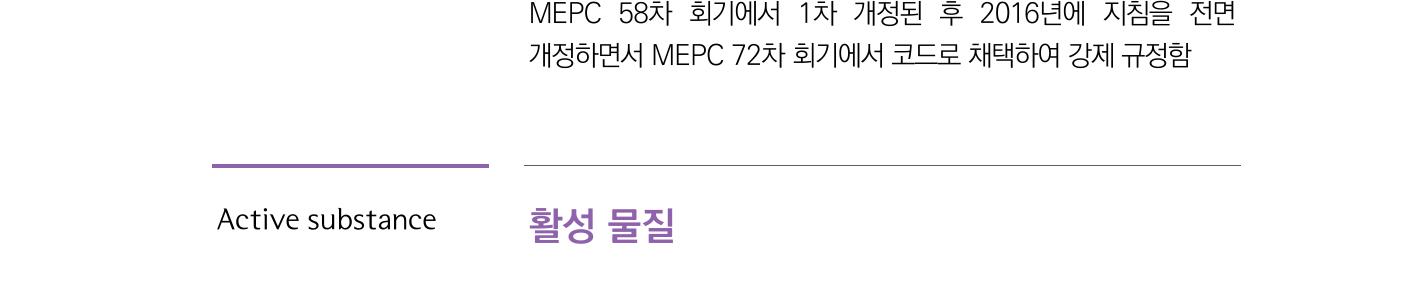 MEPC 58차 회기에서 1차 개정된 후 2016년에 지침을 전면
개정하면서 MEPC 72차 회기에서 코드로 채택하여 강제 규정함
Active substance
활성 물질